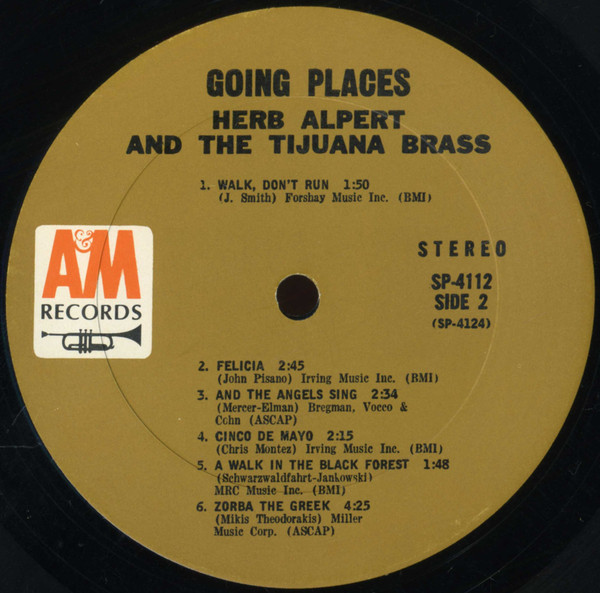 GOING PLACES
HERB ALPERT
AND THE TIJUANA BRASS
1. WALK, DON'T RUN 1:50
(J. Smith) Forshay Music Inc. (BMI)
A&M
RECORDS
STEREO
SP-4112
SIDE 2
(SP-4124)
2. FELICIA 2:45
(John Pisano) Irving Music Inc. (BMI)
3. AND THE ANGELS SING 2:34
(Mercer-Elman) Bregman, Vocco &
Cohn (ASCAP)
4. CINCO DE MAYO 2:15
(Chris Montez) Irving Music Inc. (BMI)
5. A WALK IN THE BLACK FOREST 1:48
(Schwarzwaldfahrt-Jankowski)
MRC Music Inc. (BMI)
6. ZORBA THE GREEK 4:25
(Mikis Theodorakis) Miller
Music Corp. (ASCAP)